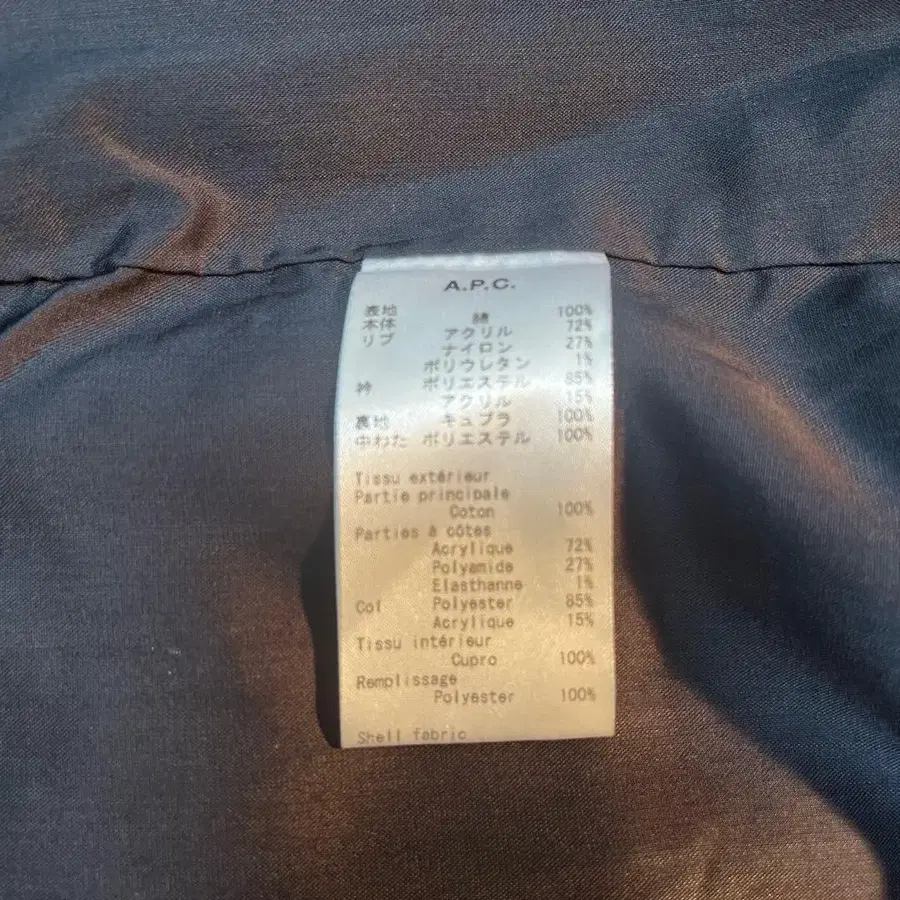 A.P.C.
表地
本体 綿 100%
リブ アクリル 72%
ナイロン 27%
ポリウレタン 1%
衿 ポリエステル 85%
アクリル 15%
裏地 キュプラ 100%
中わた ポリエステル 100%
Tissu extérieur
Partie principale
Coton 100%
Parties à côtes
Acrylique 72%
Polyamide 27%
Elasthanne 1%
Col Polyester 85%
Acrylique 15%
Tissu intérieur
Cupro 100%
Remplissage
Polyester 100%
Shell fabric